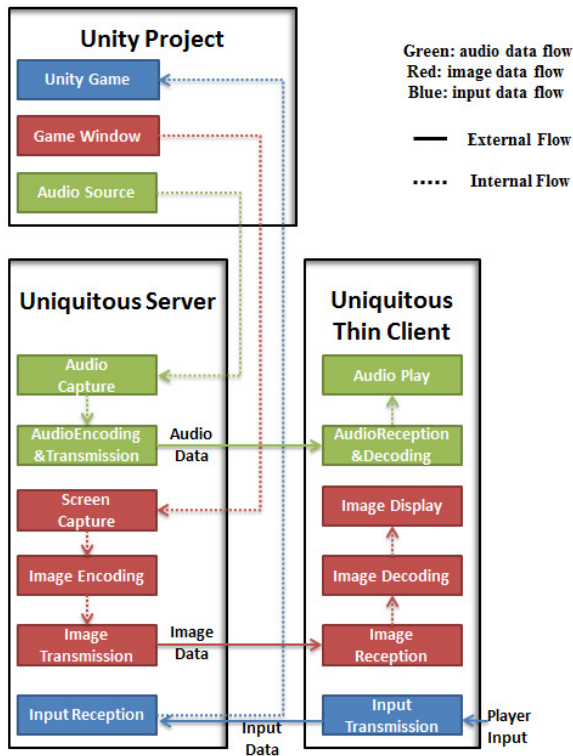 Unity Project
Unity Game
Game Window
Audio Source
Green: audio data flow
Red: image data flow
Blue: input data flow
External Flow
Internal Flow
Uniquitous Server
Audio
Capture
AudioEncoding
&Transmission
Screen
Capture
Image Encoding
Image
Transmission
Input Reception
Audio
Data
Image
Data
Input
Data
Uniquitous
Thin Client
Audio Play
AudioReception
&Decoding
Image Display
Image Decoding
Image
Reception
Input
Transmission
Player
Input